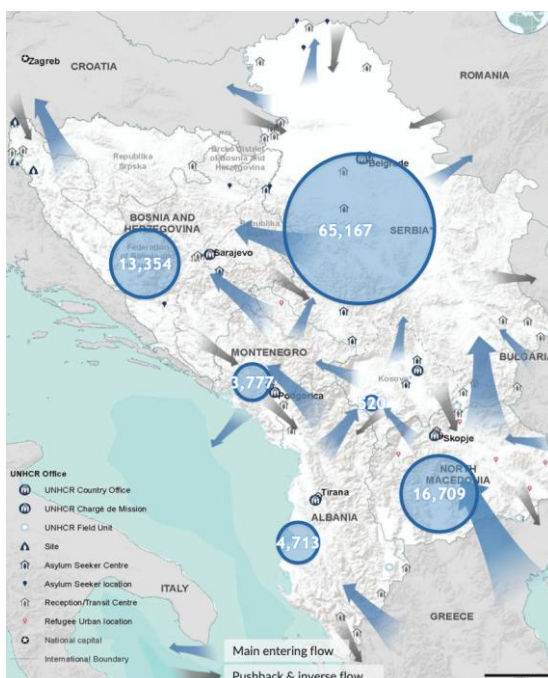 Zagreb
CROATIA
ROMANIA
Republika
Srpska
Brčko district
of Bosnia and
Herzegovina
Belgrade
BOSNIA AND
HERZEGOVINA
Republika
65,167
SERBIA*
Federation
13,354
Sarajevo
MONTENEGRO
3,777
Podgorica
Kosovo*
BULGARIA
Skopje
NORTH
MACEDONIA
16,709
Tirana
ALBANIA
4,713
GREECE
ITALY
UNHCR Office
UNHCR Country Office
UNHCR Chargé de Mission
UNHCR Field Unit
Site
Asylum Seeker Centre
Asylum Seeker location
Reception/Transit Centre
Refugee Urban location
National capital
International Boundary
Main entering flow
Pushback & inverse flow